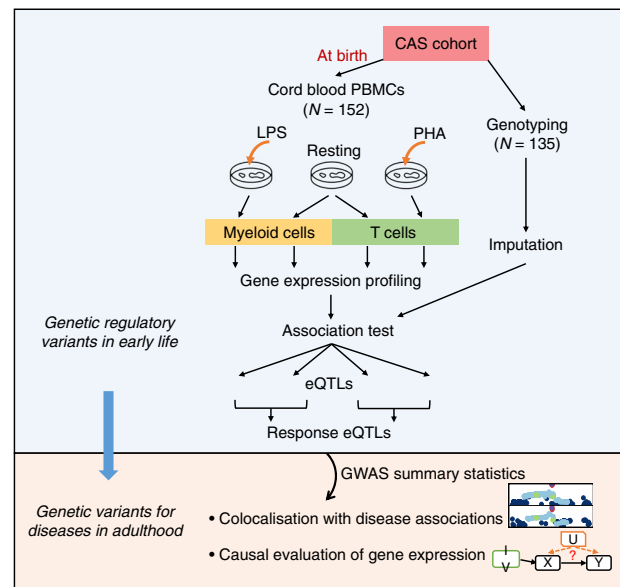 CAS cohort
At birth
Cord blood PBMCs
(N = 152)
Genotyping
(N = 135)
LPS
Resting
PHA
Myeloid cells
T cells
Imputation
Gene expression profiling
Genetic regulatory
variants in early life
Association test
eQTLs
Response eQTLs
GWAS summary statistics
Genetic variants for
diseases in adulthood
• Colocalisation with disease associations
• Causal evaluation of gene expression
I
V
X
U
?
Y